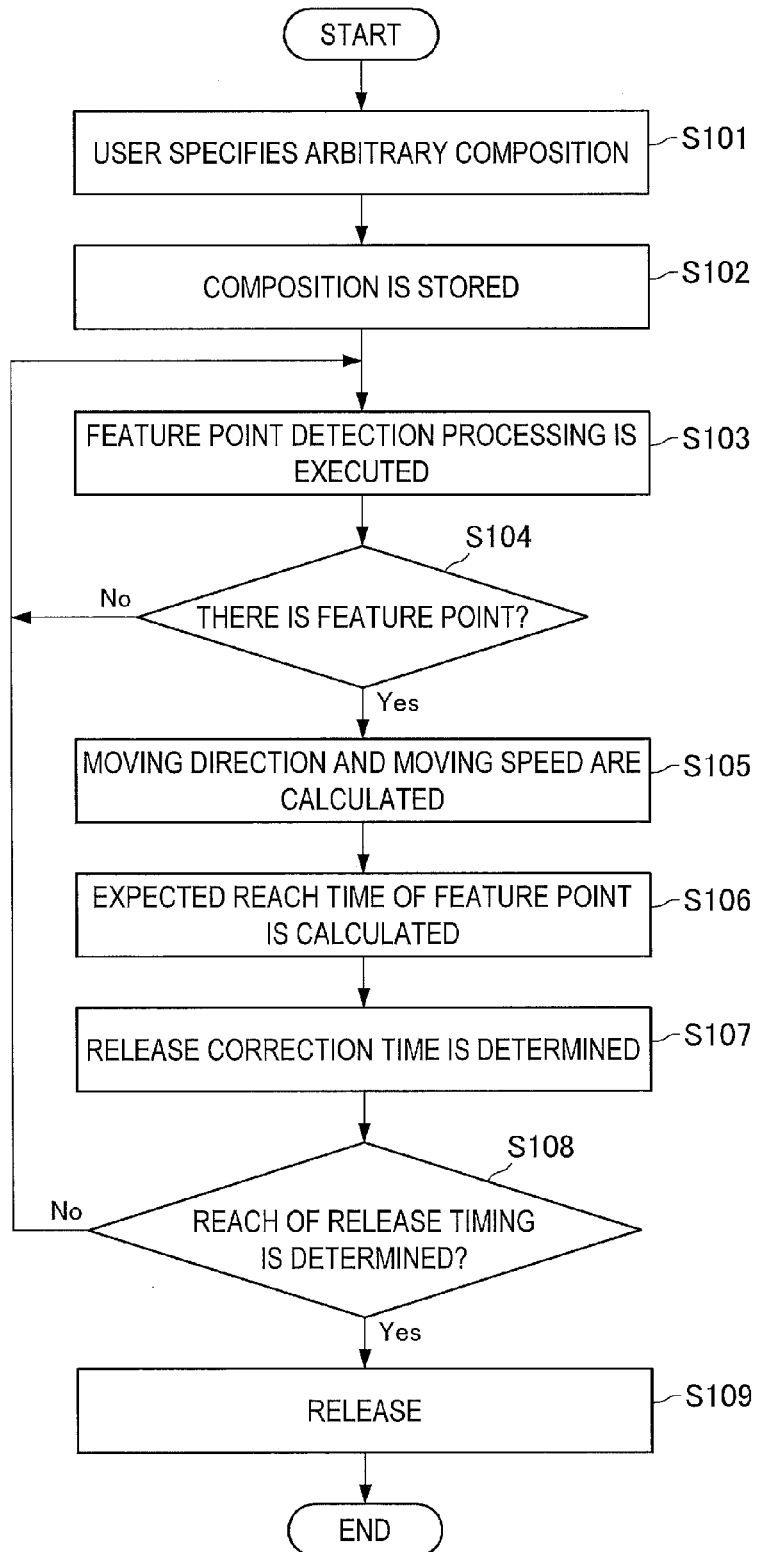 START
USER SPECIFIES ARBITRARY COMPOSITION
S101
COMPOSITION IS STORED
S102
FEATURE POINT DETECTION PROCESSING IS
EXECUTED
S103
S104
THERE IS FEATURE POINT?
No
Yes
MOVING DIRECTION AND MOVING SPEED ARE
CALCULATED
S105
EXPECTED REACH TIME OF FEATURE POINT
IS CALCULATED
S106
RELEASE CORRECTION TIME IS DETERMINED
S107
S108
REACH OF RELEASE TIMING
IS DETERMINED?
No
Yes
RELEASE
S109
END